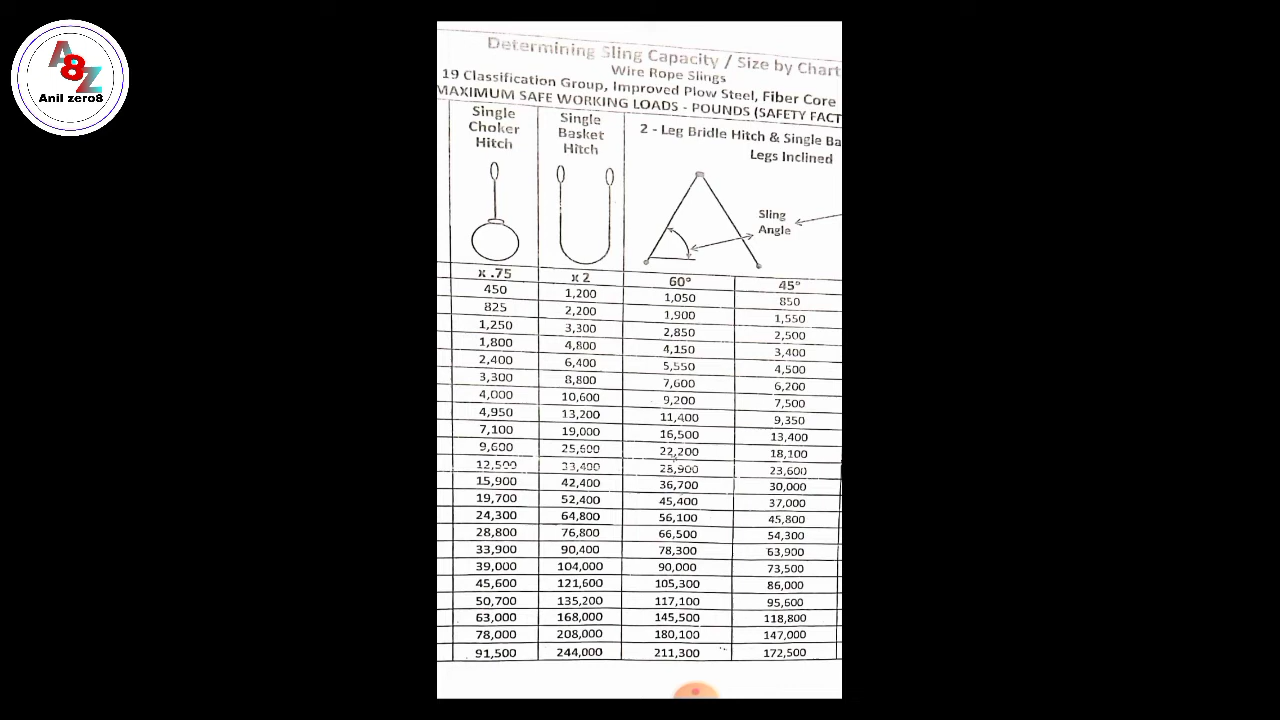 A8Z
Anil zero8
Determining Sling Capacity / Size by Chart
Wire Rope Slings
19 Classification Group, Improved Plow Steel, Fiber Core
MAXIMUM SAFE WORKING LOADS - POUNDS (SAFETY FACT
Single Choker Hitch
Single Basket Hitch
2 - Leg Bridle Hitch & Single Ba
Legs Inclined
Sling Angle
x .75 x 2 60° 45°
450 1,200 1,050 850
825 2,200 1,900 1,550
1,250 3,300 2,850 2,500
1,800 4,800 4,150 3,400
2,400 6,400 5,550 4,500
3,300 8,800 7,600 6,200
4,000 10,600 9,200 7,500
4,950 13,200 11,400 9,350
7,100 19,000 16,500 13,400
9,600 25,600 22,200 18,100
12,500 33,400 28,900 23,600
15,900 42,400 36,700 30,000
19,700 52,400 45,400 37,000
24,300 64,800 56,100 45,800
28,800 76,800 66,500 54,300
33,900 90,400 78,300 63,900
39,000 104,000 90,000 73,500
45,600 121,600 105,300 86,000
50,700 135,200 117,100 95,600
63,000 168,000 145,500 118,800
78,000 208,000 180,100 147,000
91,500 244,000 211,300 172,500